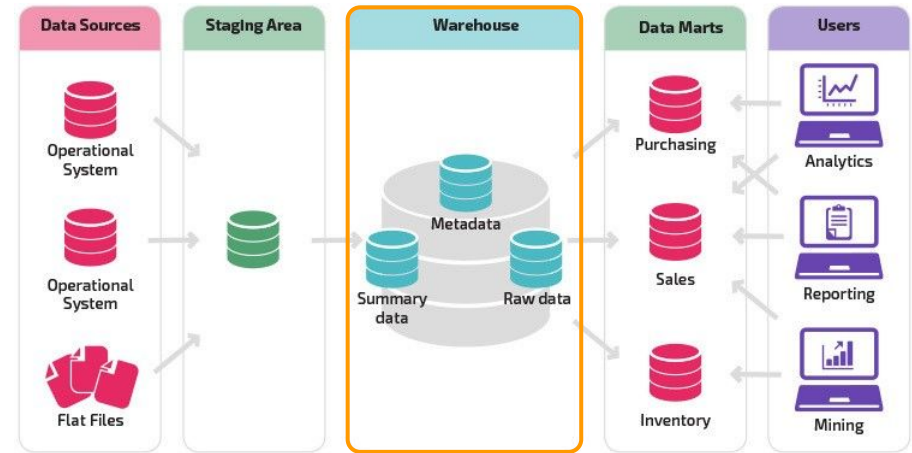 Data Sources
Staging Area
Warehouse
Data Marts
Users
Operational
System
Operational
System
Flat Files
Metadata
Summary
data
Raw data
Purchasing
Sales
Inventory
Analytics
Reporting
Mining